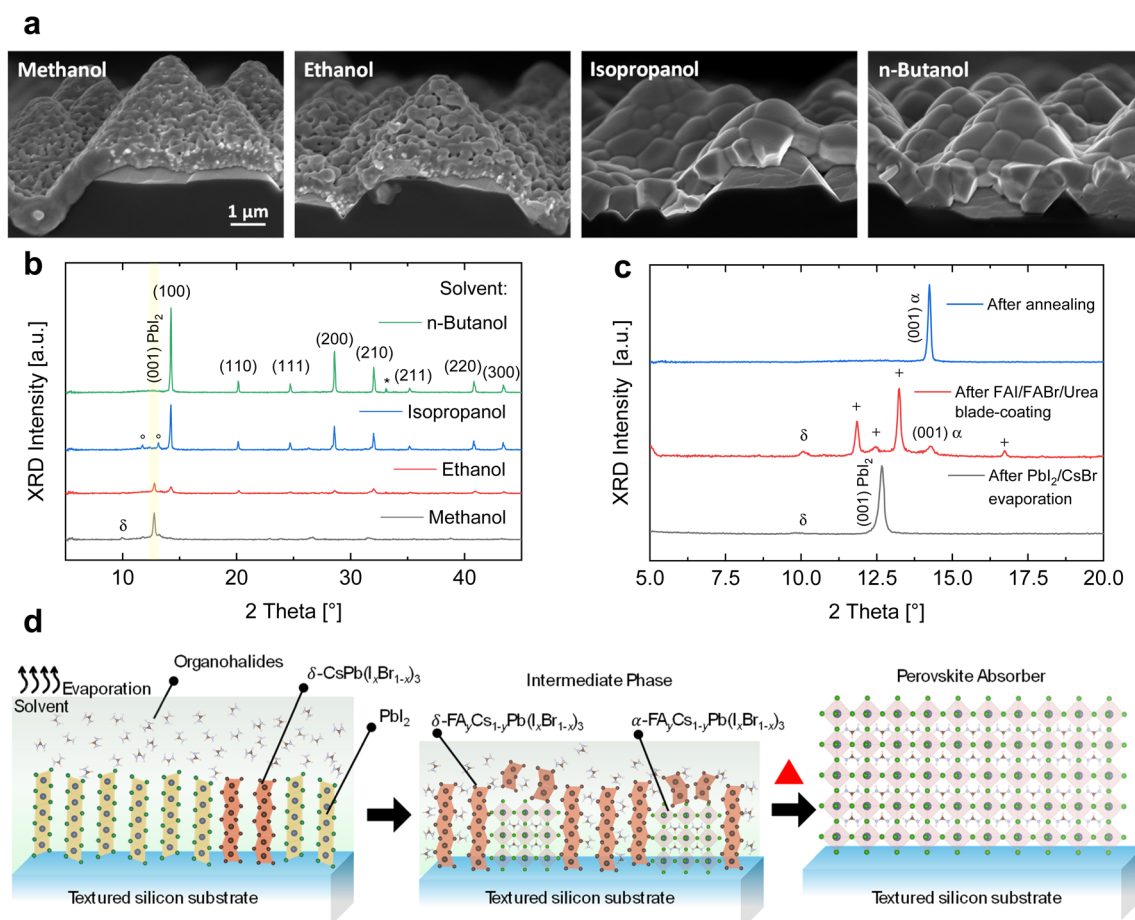 a
Methanol
Ethanol
Isopropanol
n-Butanol
1 µm
b
XRD Intensity [a.u.]
(001) PbI₂
(100)
(110)
(111)
(200)
(210)
*
(211)
(220)
(300)
Solvent:
n-Butanol
° °
Isopropanol
Ethanol
δ
Methanol
10 20 30 40
2 Theta [°]
c
XRD Intensity [a.u.]
(001) α
After annealing
+ + + +
δ
(001) α
After FAI/FABr/Urea
blade-coating
δ
(001) PbI₂
After PbI₂/CsBr
evaporation
5.0 7.5 10.0 12.5 15.0 17.5 20.0
2 Theta [°]
d
Evaporation
Solvent
Organohalides
δ-CsPb(IₓBr₁₋ₓ)₃
PbI₂
Textured silicon substrate
Intermediate Phase
δ-FAᵧCs₁₋ᵧPb(IₓBr₁₋ₓ)₃
α-FAᵧCs₁₋ᵧPb(IₓBr₁₋ₓ)₃
Textured silicon substrate
Perovskite Absorber
Textured silicon substrate